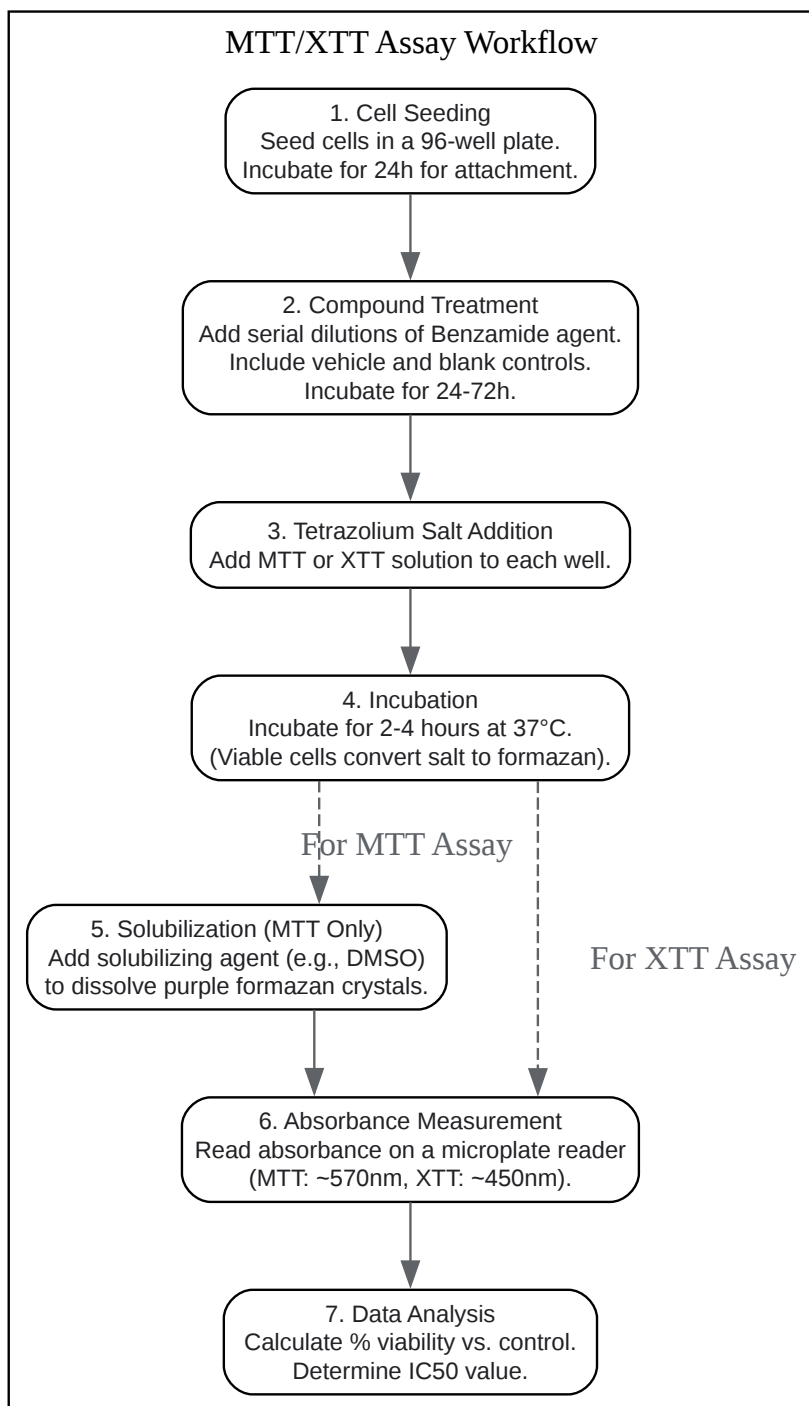 MTT/XTT Assay Workflow
1. Cell Seeding
Seed cells in a 96-well plate.
Incubate for 24h for attachment.
2. Compound Treatment
Add serial dilutions of Benzamide agent.
Include vehicle and blank controls.
Incubate for 24-72h.
3. Tetrazolium Salt Addition
Add MTT or XTT solution to each well.
4. Incubation
Incubate for 2-4 hours at 37°C.
(Viable cells convert salt to formazan).
For MTT Assay
5. Solubilization (MTT Only)
Add solubilizing agent (e.g., DMSO)
to dissolve purple formazan crystals.
For XTT Assay
6. Absorbance Measurement
Read absorbance on a microplate reader
(MTT: ~570nm, XTT: ~450nm).
7. Data Analysis
Calculate % viability vs. control.
Determine IC50 value.